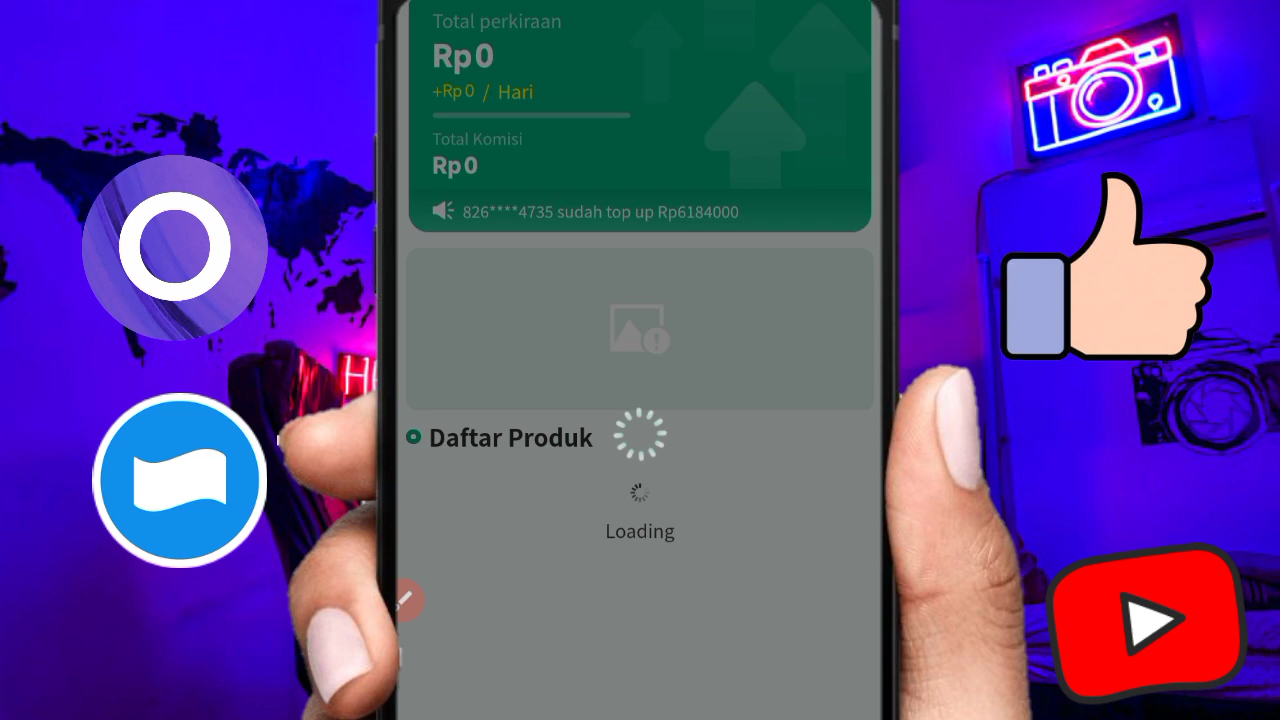 Total perkiraan
Rp0
+Rp0 / Hari
Total Komisi
Rp0
826****4735 sudah top up Rp6184000
Daftar Produk
Loading